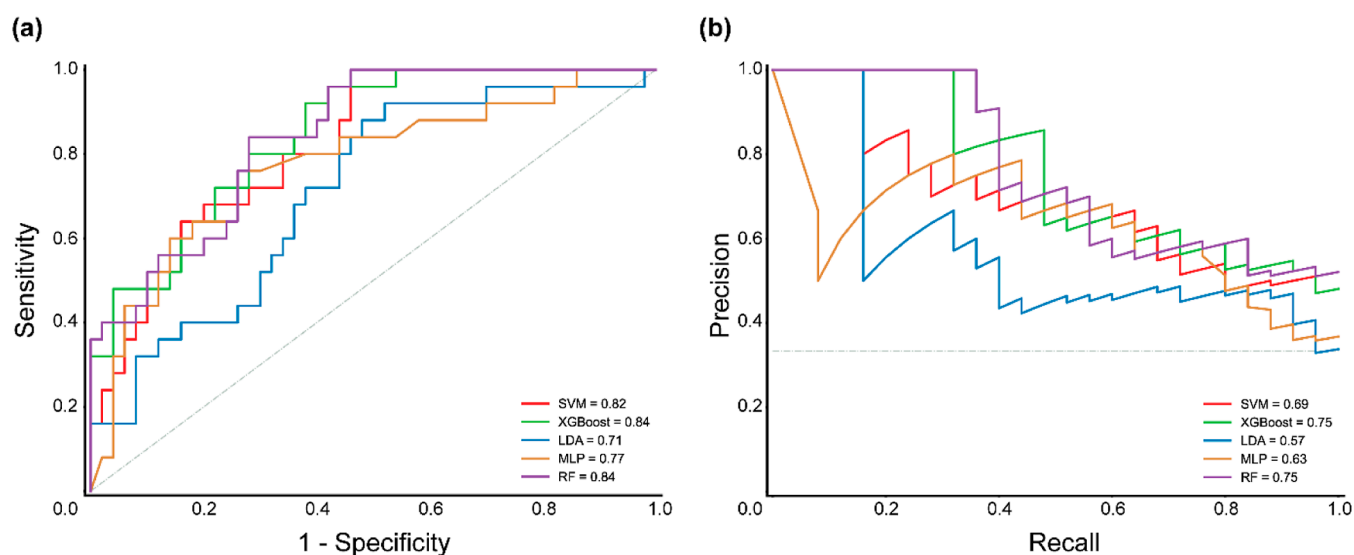 (a)
Sensitivity
1.0
0.8
0.6
0.4
0.2
0.0
0.0
0.2
0.4
0.6
0.8
1.0
1 - Specificity
SVM = 0.82
XGBoost = 0.84
LDA = 0.71
MLP = 0.77
RF = 0.84
(b)
Precision
1.0
0.8
0.6
0.4
0.2
0.0
0.2
0.4
0.6
0.8
1.0
Recall
SVM = 0.69
XGBoost = 0.75
LDA = 0.57
MLP = 0.63
RF = 0.75